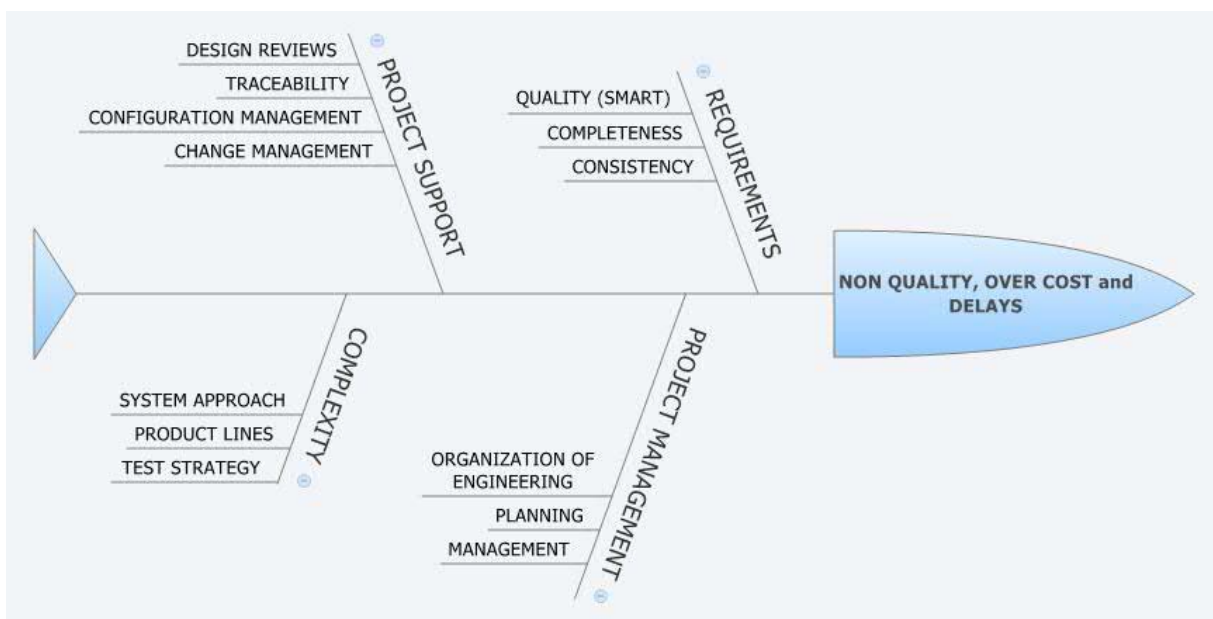 DESIGN REVIEWS
TRACEABILITY
CONFIGURATION MANAGEMENT
CHANGE MANAGEMENT
PROJECT SUPPORT
QUALITY (SMART)
COMPLETENESS
CONSISTENCY
REQUIREMENTS
NON QUALITY, OVER COST and
DELAYS
SYSTEM APPROACH
PRODUCT LINES
TEST STRATEGY
COMPLEXITY
ORGANIZATION OF
ENGINEERING
PLANNING
MANAGEMENT
PROJECT MANAGEMENT